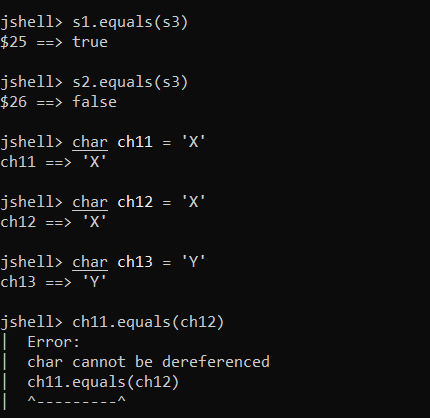 jshell> s1.equals(s3)
$25 ==> true
jshell> s2.equals(s3)
$26 ==> false
jshell> char ch11 = 'X'
ch11 ==> 'X'
jshell> char ch12 = 'X'
ch12 ==> 'X'
jshell> char ch13 = 'Y'
ch13 ==> 'Y'
jshell> ch11.equals(ch12)
|  Error:
|  char cannot be dereferenced
|  ch11.equals(ch12)
|  ^---------^